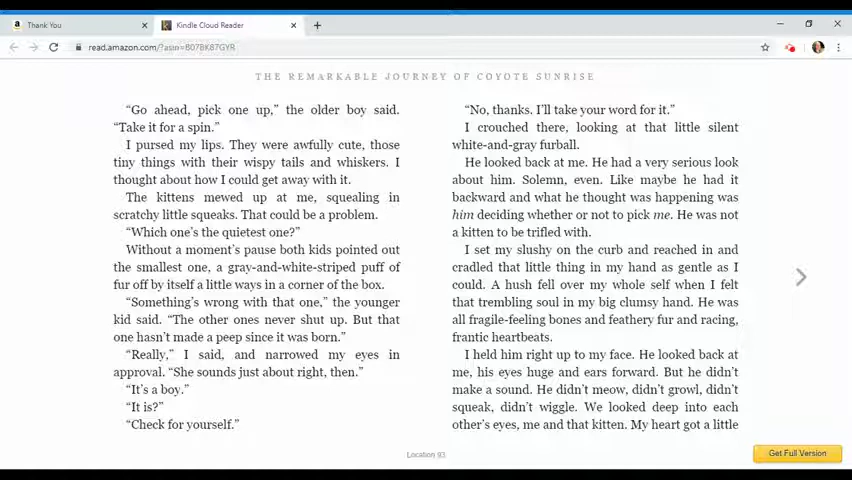 Thank You
Kindle Cloud Reader
read.amazon.com/?asin=B07BK87GYR
THE REMARKABLE JOURNEY OF COYOTE SUNRISE
“Go ahead, pick one up,” the older boy said.
“Take it for a spin.”
I pursed my lips. They were awfully cute, those
tiny things with their wispy tails and whiskers. I
thought about how I could get away with it.
The kittens mewed up at me, squealing in
scratchy little squeaks. That could be a problem.
“Which one’s the quietest one?”
Without a moment’s pause both kids pointed out
the smallest one, a gray-and-white-striped puff of
fur off by itself a little ways in a corner of the box.
“Something’s wrong with that one,” the younger
kid said. “The other ones never shut up. But that
one hasn’t made a peep since it was born.”
“Really,” I said, and narrowed my eyes in
approval. “She sounds just about right, then.”
“It’s a boy.”
“It is?”
“Check for yourself.”
“No, thanks. I’ll take your word for it.”
I crouched there, looking at that little silent
white-and-gray furball.
He looked back at me. He had a very serious look
about him. Solemn, even. Like maybe he had it
backward and what he thought was happening was
him deciding whether or not to pick me. He was not
a kitten to be trifled with.
I set my slushy on the curb and reached in and
cradled that little thing in my hand as gentle as I
could. A hush fell over my whole self when I felt
that trembling soul in my big clumsy hand. He was
all fragile-feeling bones and feathery fur and racing,
frantic heartbeats.
I held him right up to my face. He looked back at
me, his eyes huge and ears forward. But he didn’t
make a sound. He didn’t meow, didn’t growl, didn’t
squeak, didn’t wiggle. We looked deep into each
other’s eyes, me and that kitten. My heart got a little
Location 93
Get Full Version